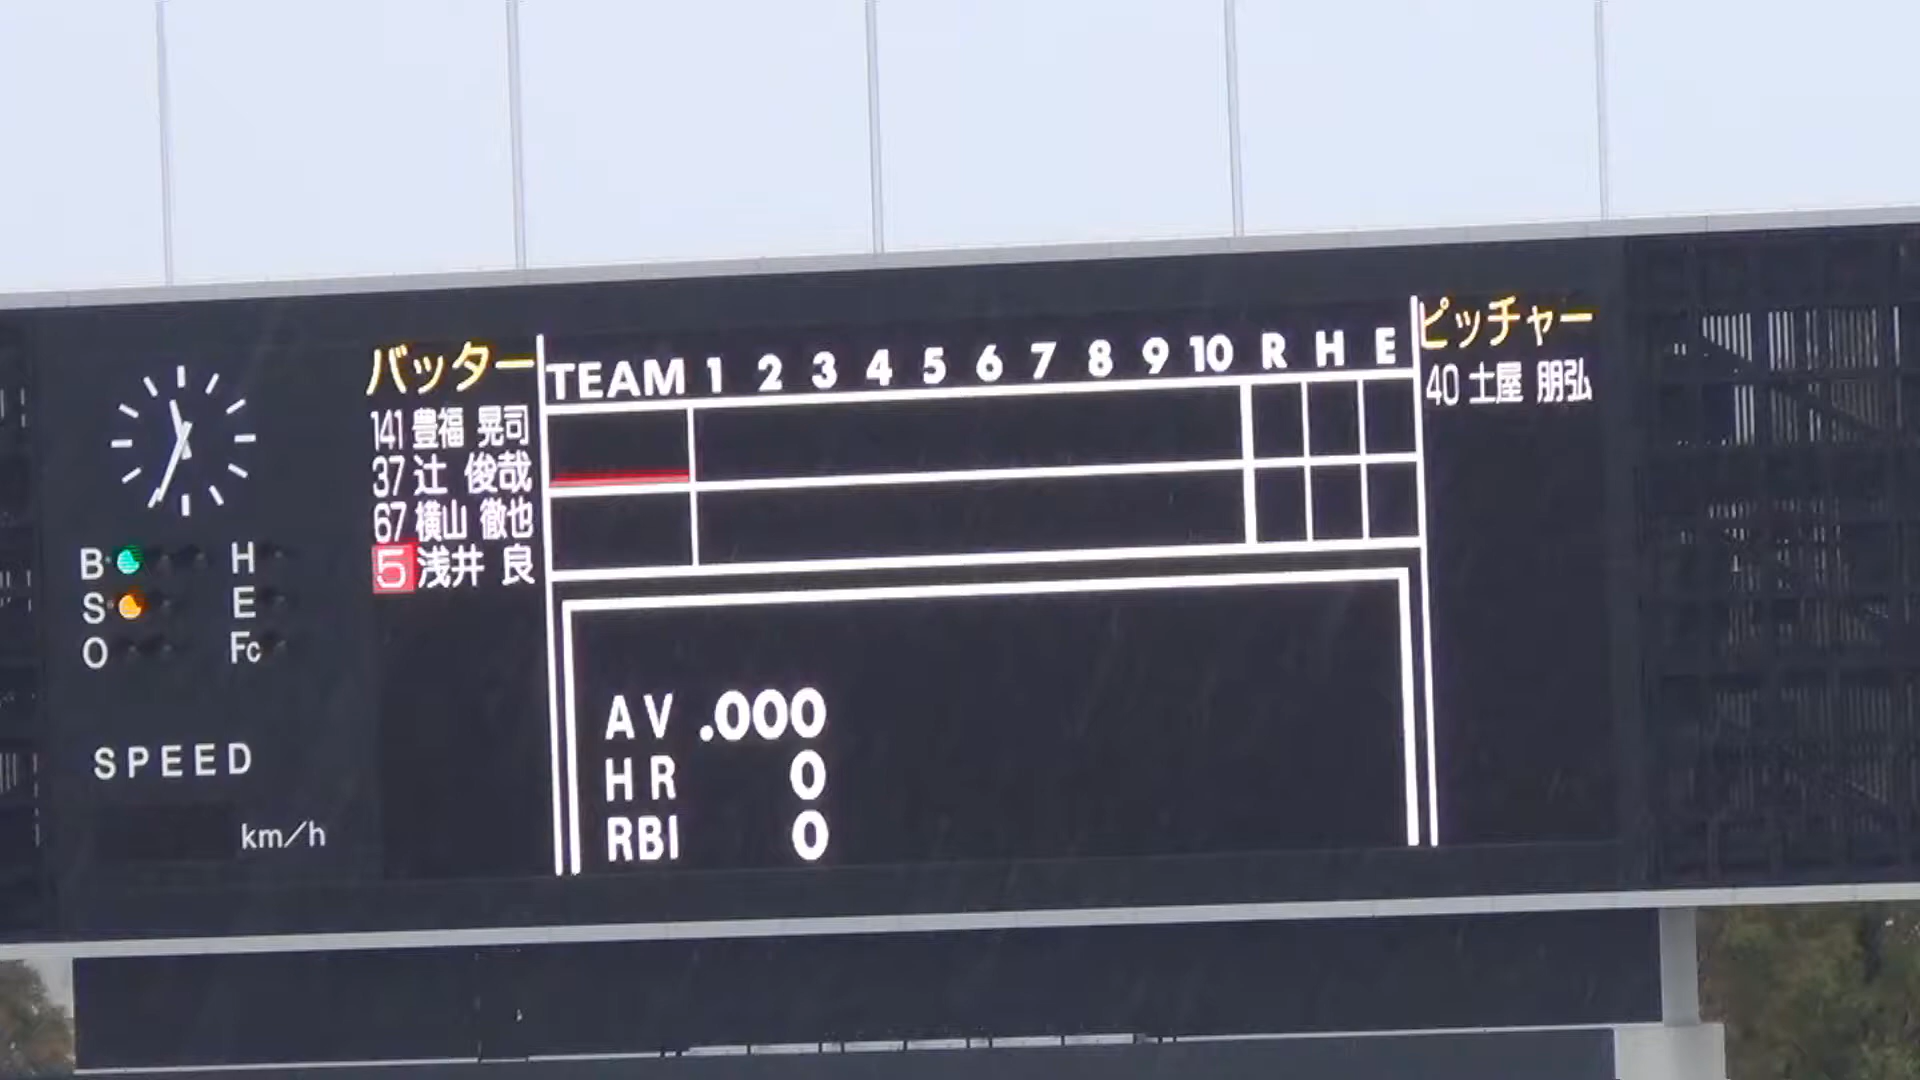 バッター
141 豊福 晃司
37 辻 俊哉
67 横山 徹也
5 浅井 良
B
S
O
H
E
Fc
SPEED
km/h
TEAM 1 2 3 4 5 6 7 8 9 10 R H E
AV .000
HR 0
RBI 0
ピッチャー
40 土屋 朋弘